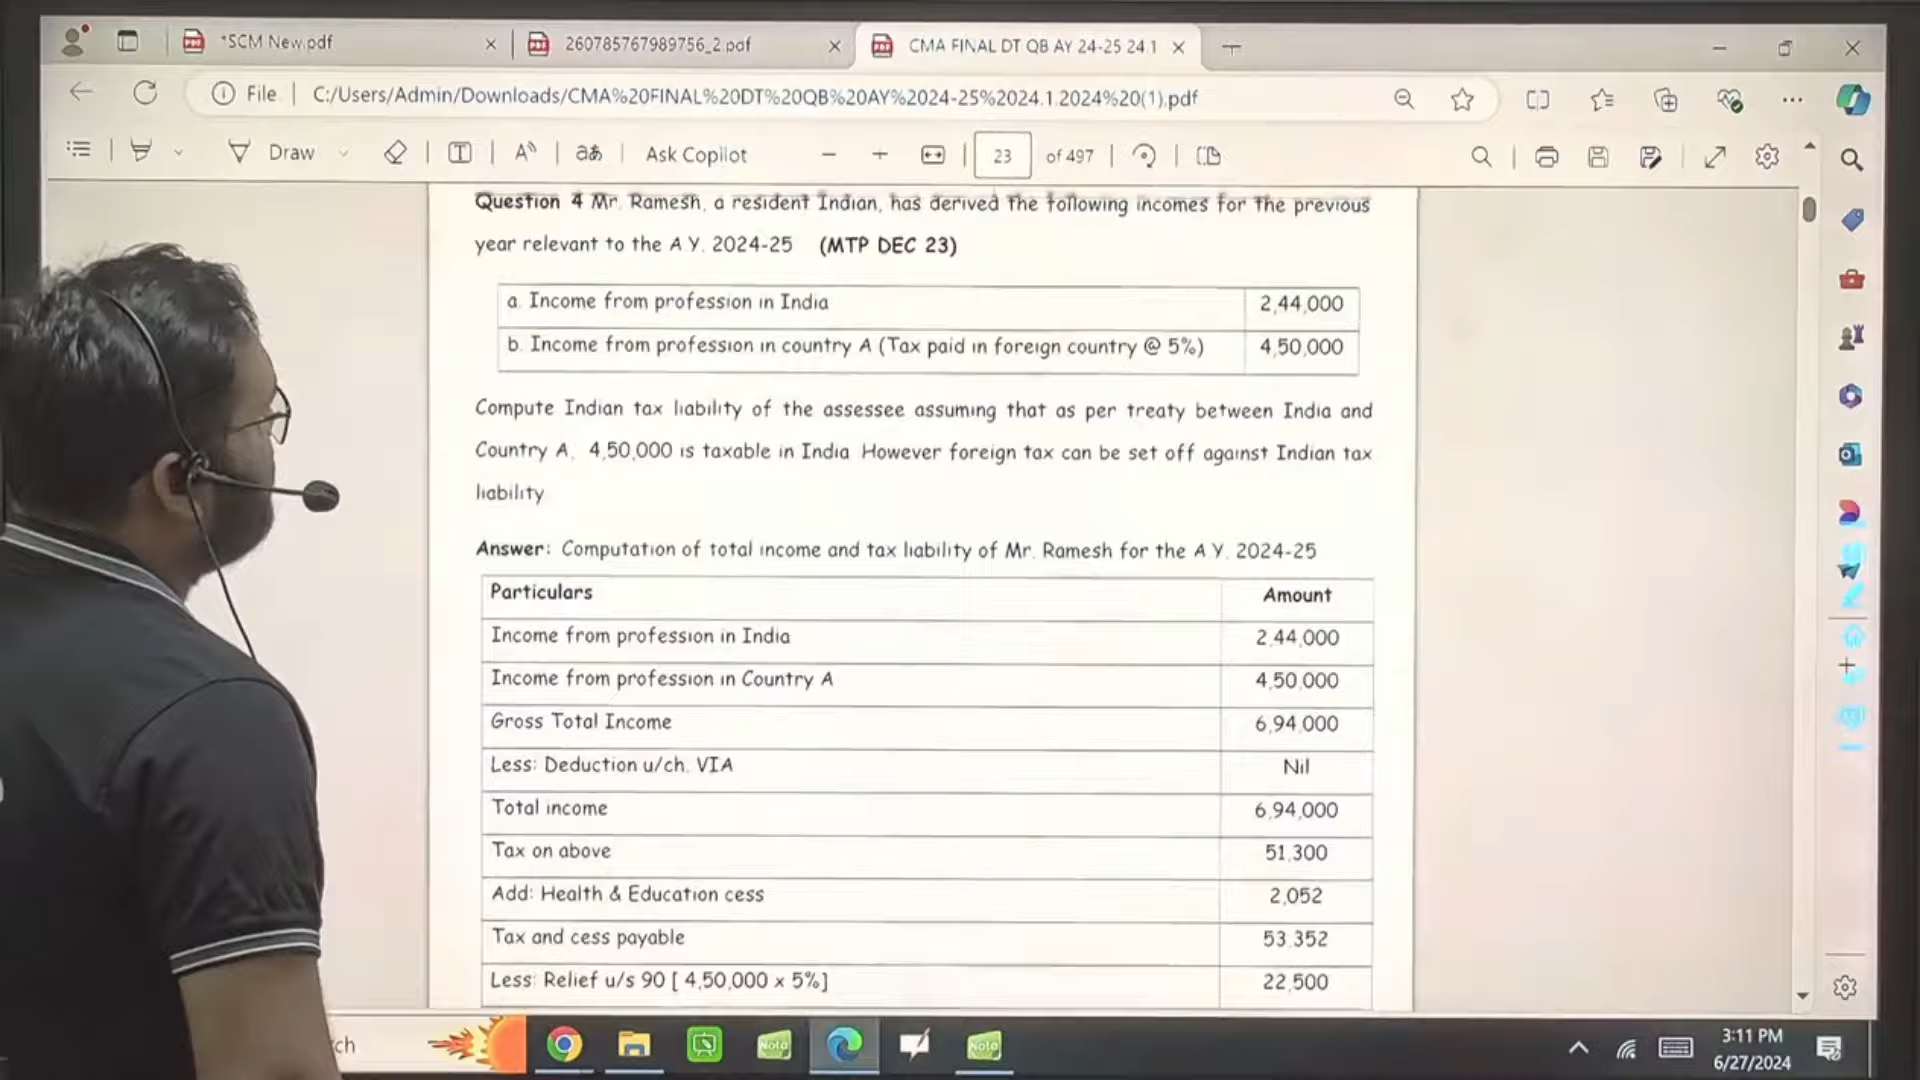 *SCM New.pdf
260785767989756_2.pdf
CMA FINAL DT QB AY 24-25 24.1
File C:/Users/Admin/Downloads/CMA%20FINAL%20DT%20QB%20AY%2024-25%2024.1.2024%20(1).pdf
Draw
Ask Copilot
23 of 497
Question 4 Mr. Ramesh, a resident Indian, has derived the following incomes for the previous
year relevant to the A.Y. 2024-25 (MTP DEC 23)
a. Income from profession in India 2,44,000
b. Income from profession in country A (Tax paid in foreign country @ 5%) 4,50,000
Compute Indian tax liability of the assessee assuming that as per treaty between India and
Country A, 4,50,000 is taxable in India. However foreign tax can be set off against Indian tax
liability
Answer: Computation of total income and tax liability of Mr. Ramesh for the A.Y. 2024-25
Particulars Amount
Income from profession in India 2,44,000
Income from profession in Country A 4,50,000
Gross Total Income 6,94,000
Less: Deduction u/ch. VIA Nil
Total income 6,94,000
Tax on above 51,300
Add: Health & Education cess 2,052
Tax and cess payable 53,352
Less: Relief u/s 90 [ 4,50,000 x 5%] 22,500
ch
Note
Note
3:11 PM
6/27/2024